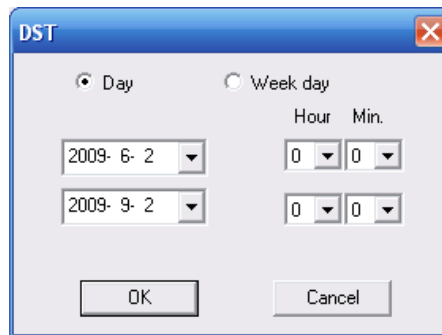 DST
Day Week day
Hour Min.
2009- 6- 2 0 0
2009- 9- 2 0 0
OK Cancel